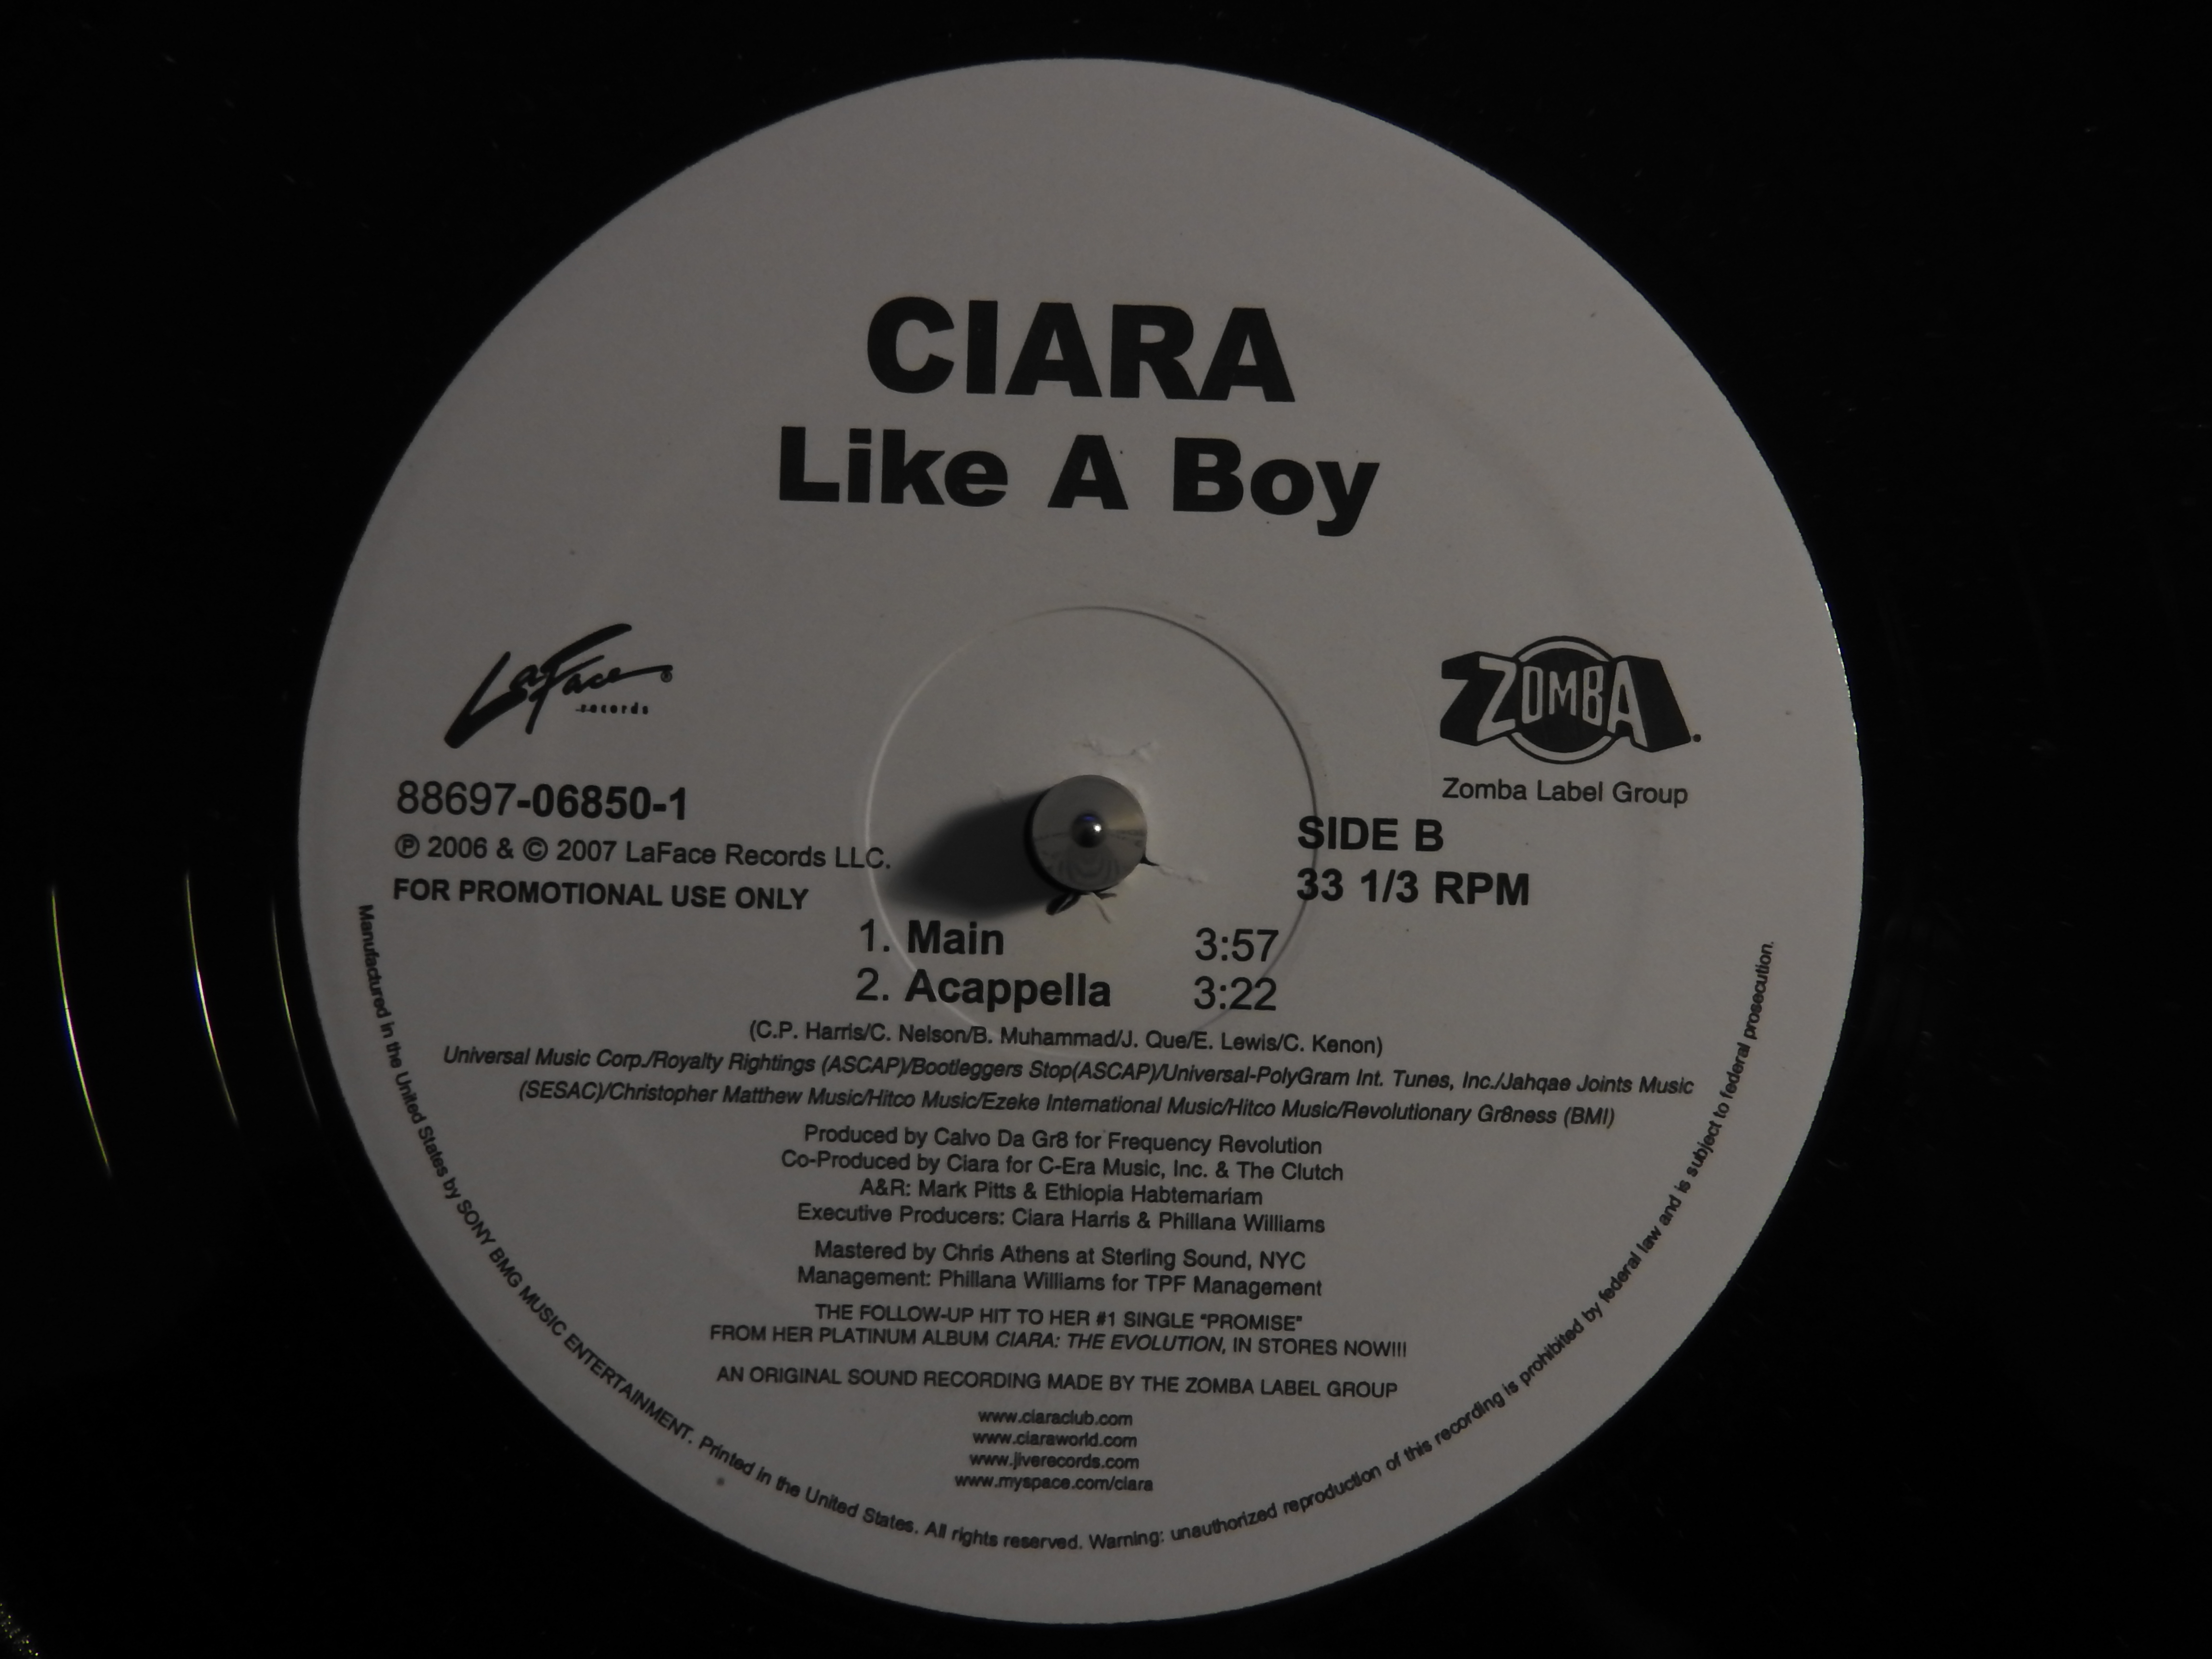 CIARA
Like A Boy
LaFace®
records
ZOMBA.
Zomba Label Group
88697-06850-1
℗ 2006 & © 2007 LaFace Records LLC.
FOR PROMOTIONAL USE ONLY
SIDE B
33 1/3 RPM
1. Main 3:57
2. Acappella 3:22
(C.P. Harris/C. Nelson/B. Muhammad/J. Que/E. Lewis/C. Kenon)
Universal Music Corp./Royalty Rightings (ASCAP)/Bootleggers Stop(ASCAP)/Universal-PolyGram Int. Tunes, Inc./Jahqae Joints Music
(SESAC)/Christopher Matthew Music/Hitco Music/Ezeke International Music/Hitco Music/Revolutionary Gr8ness (BMI)
Produced by Calvo Da Gr8 for Frequency Revolution
Co-Produced by Ciara for C-Era Music, Inc. & The Clutch
A&R: Mark Pitts & Ethiopia Habtemariam
Executive Producers: Ciara Harris & Phillana Williams
Mastered by Chris Athens at Sterling Sound, NYC
Management: Phillana Williams for TPF Management
THE FOLLOW-UP HIT TO HER #1 SINGLE "PROMISE"
FROM HER PLATINUM ALBUM CIARA: THE EVOLUTION, IN STORES NOW!!!
AN ORIGINAL SOUND RECORDING MADE BY THE ZOMBA LABEL GROUP
www.ciaraclub.com
www.ciaraworld.com
www.jiverecords.com
www.myspace.com/ciara
Manufactured in the United States by SONY BMG MUSIC ENTERTAINMENT. Printed in the United States. All rights reserved. Warning: unauthorized reproduction of this recording is prohibited by federal law and is subject to federal prosecution.